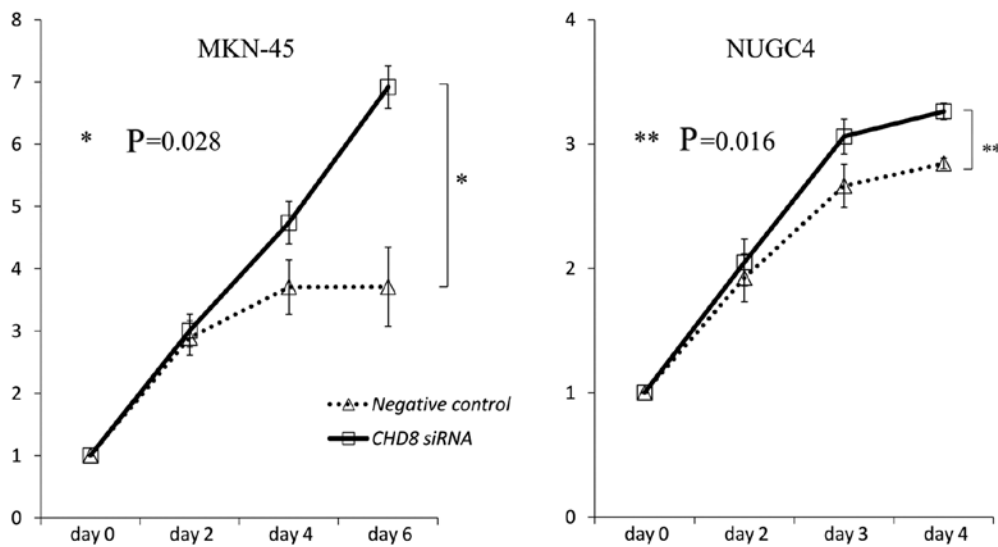 MKN-45
* P=0.028
8
7
6
5
4
3
2
1
0
*
Negative control
CHD8 siRNA
day 0 day 2 day 4 day 6
NUGC4
** P=0.016
4
3
2
1
0
**
day 0 day 2 day 3 day 4